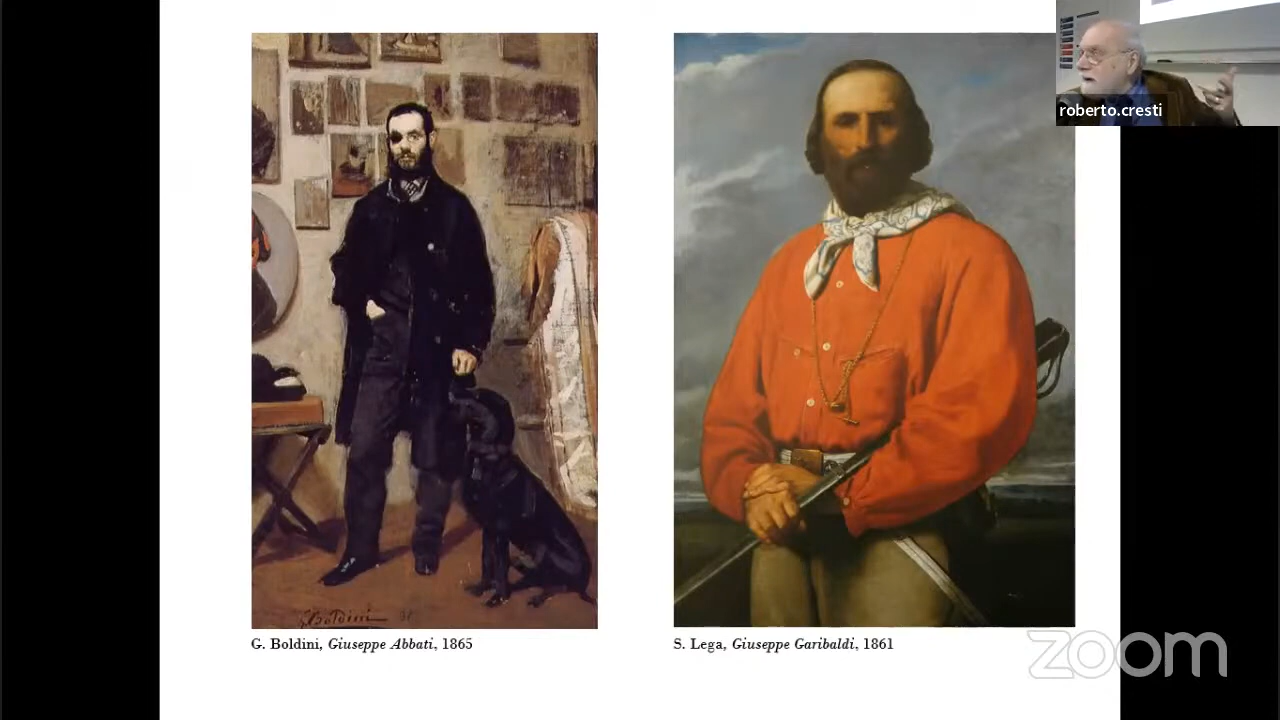 roberto.cresti
G. Boldini, Giuseppe Abbati, 1865
S. Lega, Giuseppe Garibaldi, 1861
zoom